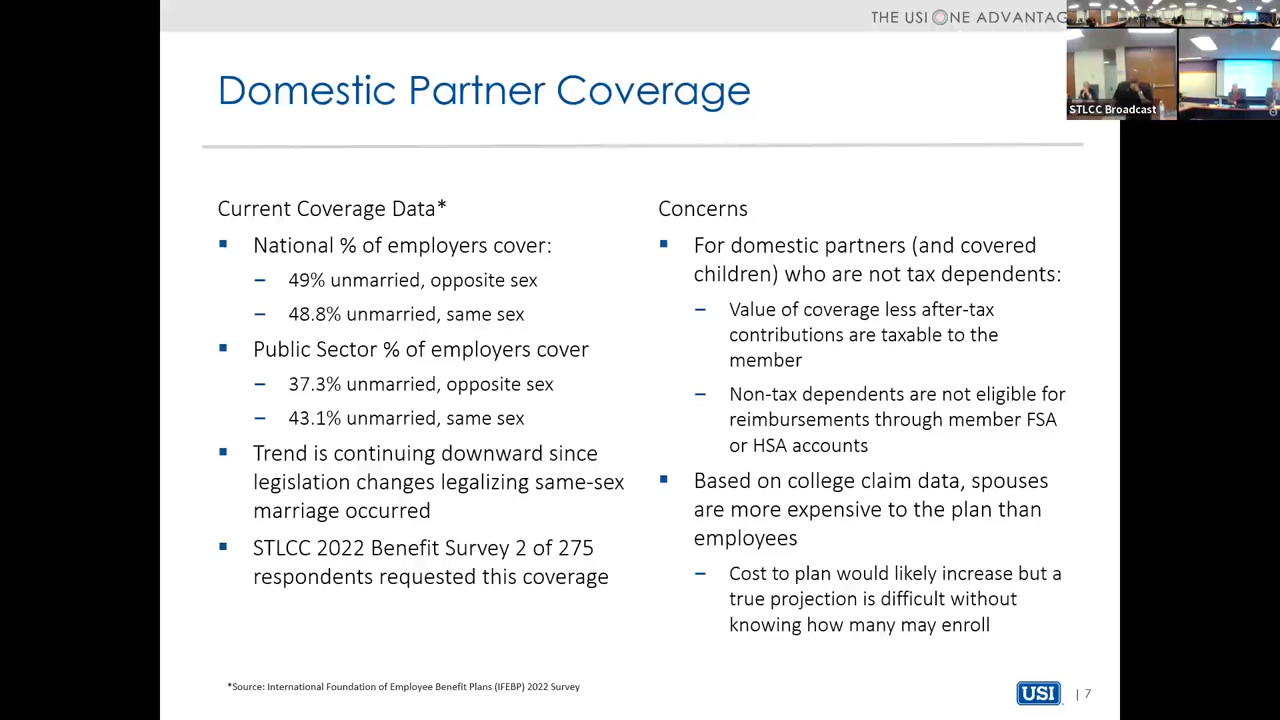 THE USI ONE ADVANTAG
STLCC Broadcast
Domestic Partner Coverage
Current Coverage Data*
▪ National % of employers cover:
– 49% unmarried, opposite sex
– 48.8% unmarried, same sex
▪ Public Sector % of employers cover
– 37.3% unmarried, opposite sex
– 43.1% unmarried, same sex
▪ Trend is continuing downward since
legislation changes legalizing same-sex
marriage occurred
▪ STLCC 2022 Benefit Survey 2 of 275
respondents requested this coverage
Concerns
▪ For domestic partners (and covered
children) who are not tax dependents:
– Value of coverage less after-tax
contributions are taxable to the
member
– Non-tax dependents are not eligible for
reimbursements through member FSA
or HSA accounts
▪ Based on college claim data, spouses
are more expensive to the plan than
employees
– Cost to plan would likely increase but a
true projection is difficult without
knowing how many may enroll
*Source: International Foundation of Employee Benefit Plans (IFEBP) 2022 Survey
USI
| 7